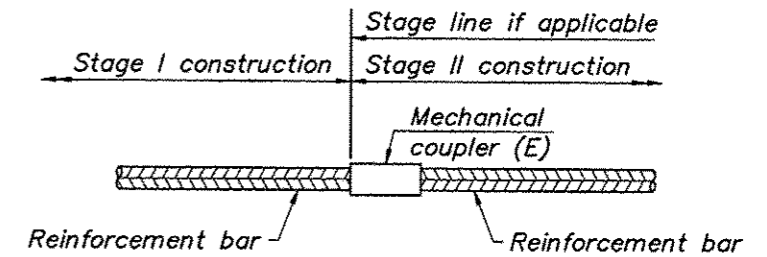 Stage line if applicable
Stage I construction
Stage II construction
Mechanical
coupler (E)
Reinforcement bar
Reinforcement bar